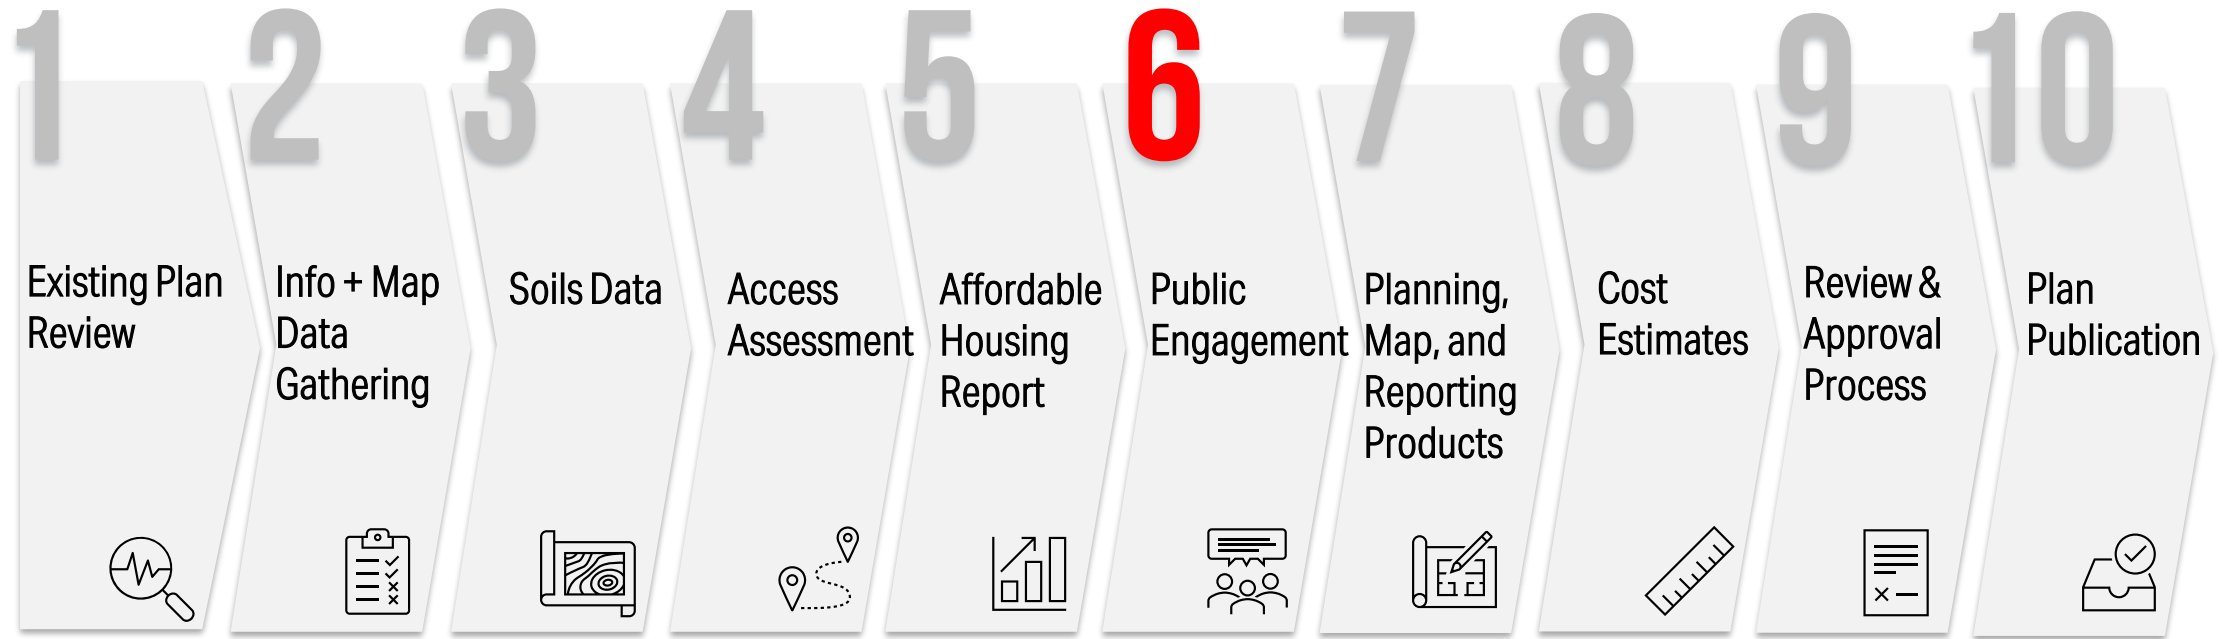 1
Existing Plan
Review
2
Info + Map
Data
Gathering
3
Soils Data
4
Access
Assessment
5
Affordable
Housing
Report
6
Public
Engagement
7
Planning,
Map, and
Reporting
Products
8
Cost
Estimates
9
Review &
Approval
Process
10
Plan
Publication